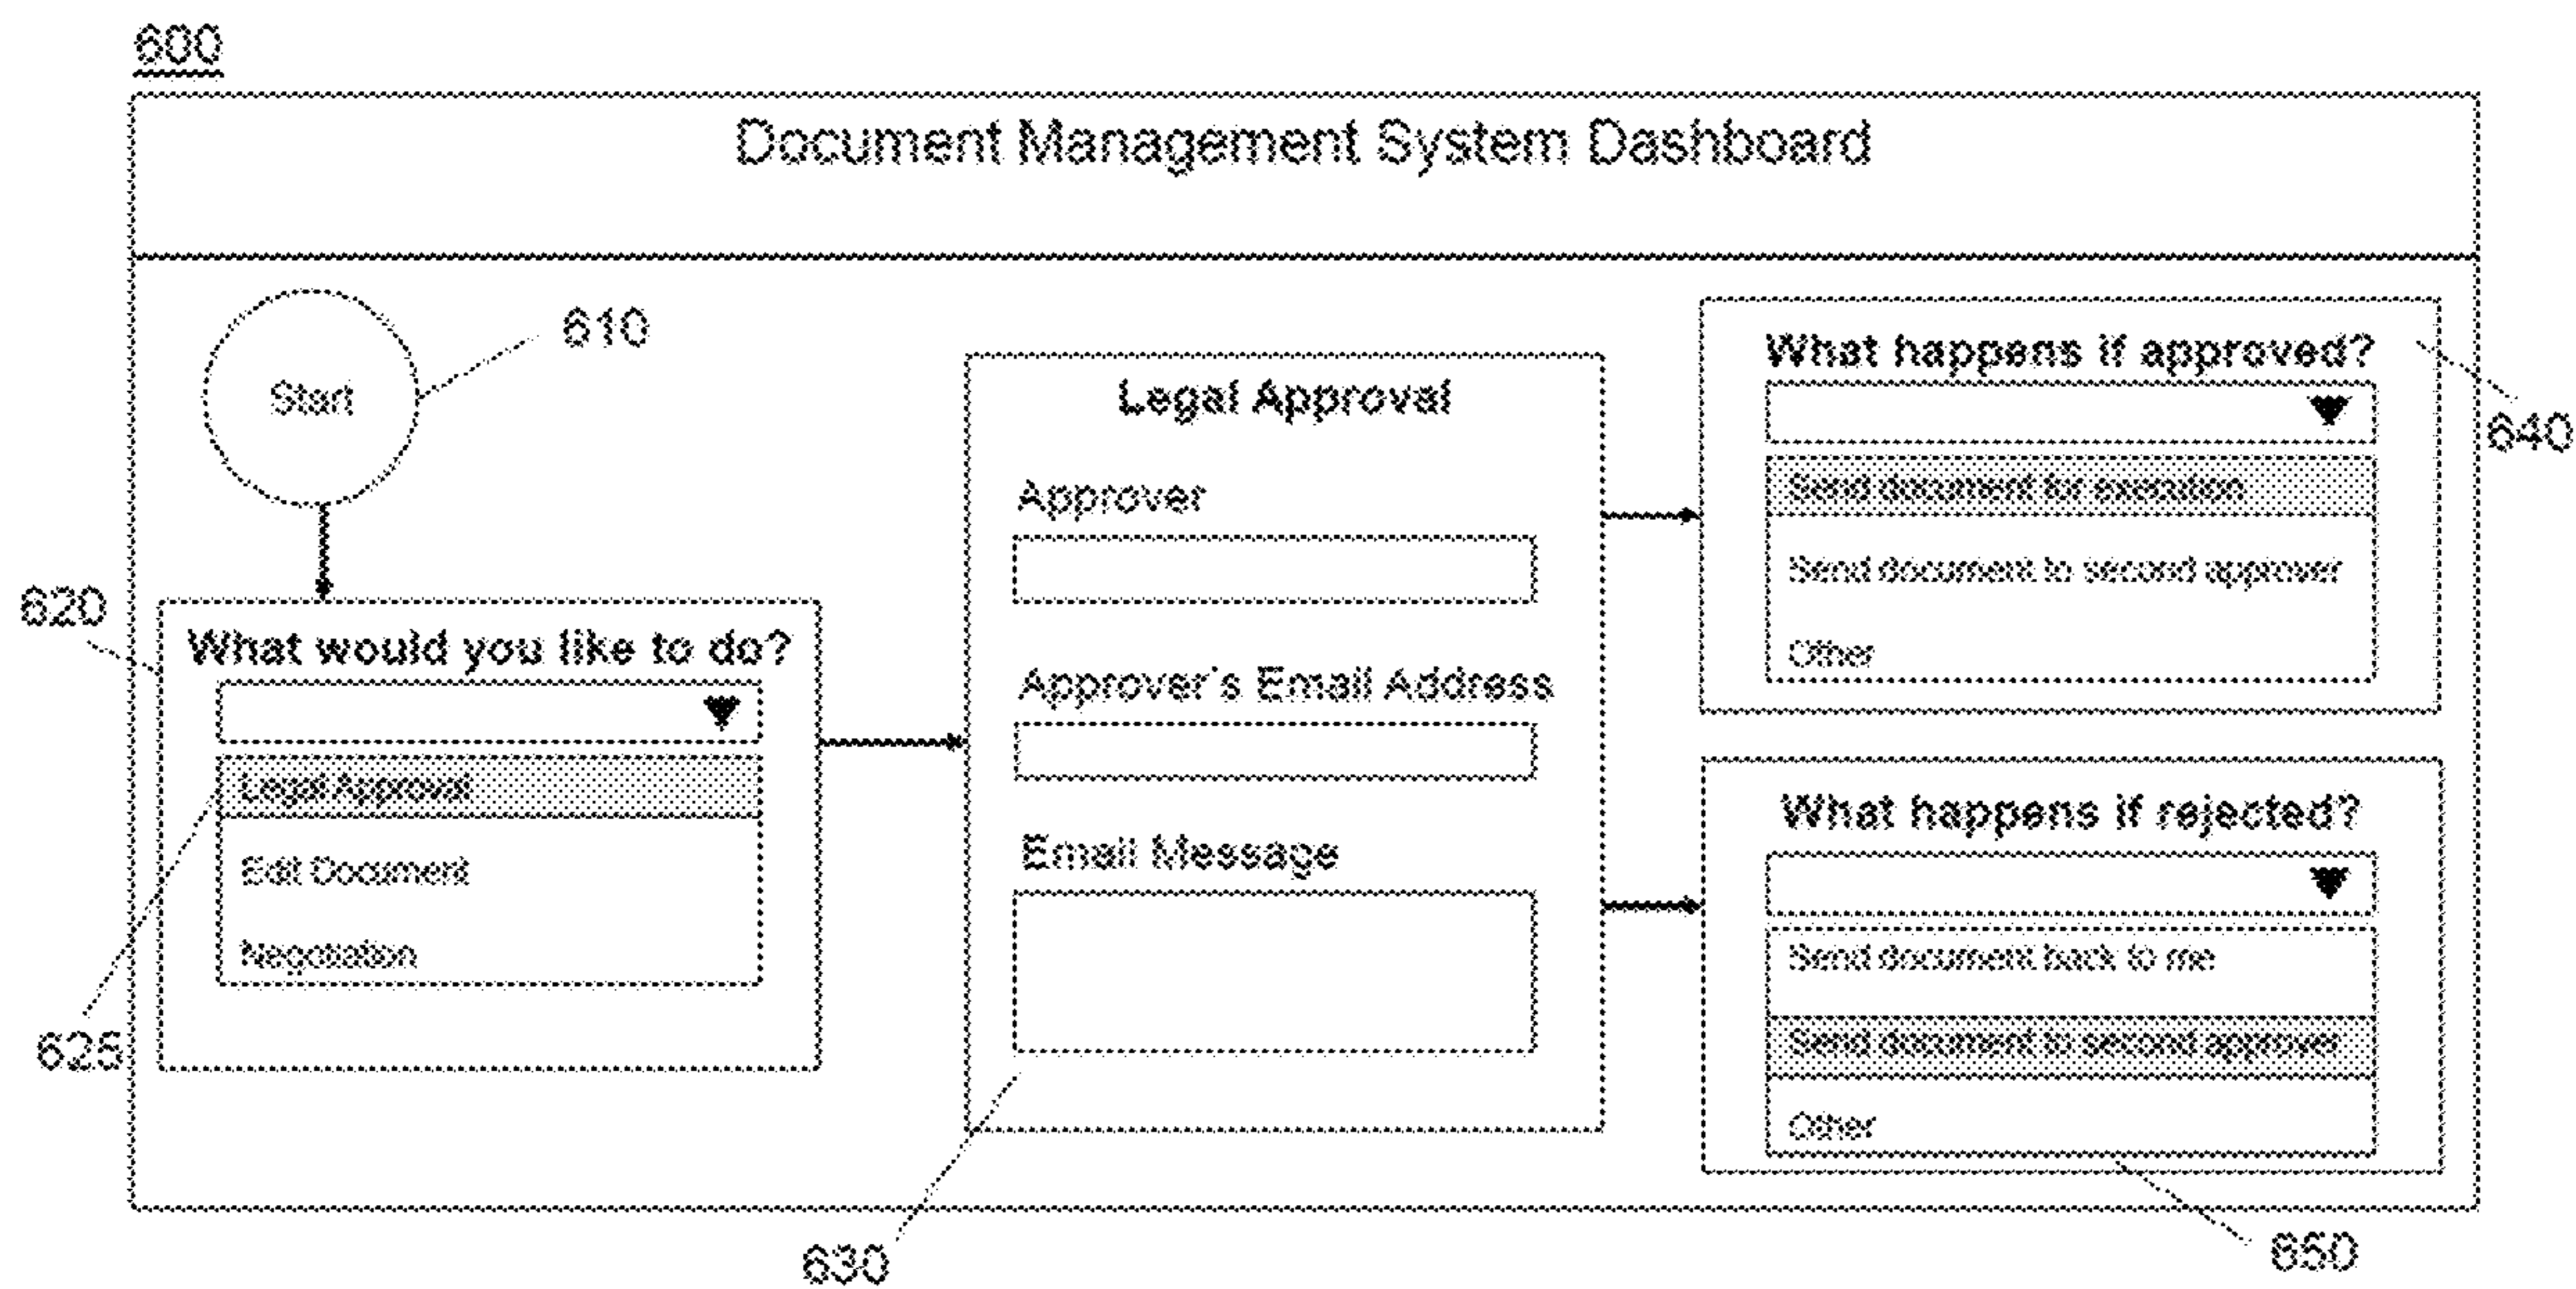 600
Document Management System Dashboard
Start
610
620
What would you like to do?
Legal Approval
Edit Document
Negotiation
625
Legal Approval
Approver
Approver's Email Address
Email Message
630
What happens if approved?
640
Send document for execution
Send document to second approver
Other
What happens if rejected?
Send document back to me
Send document to second approver
Other
650